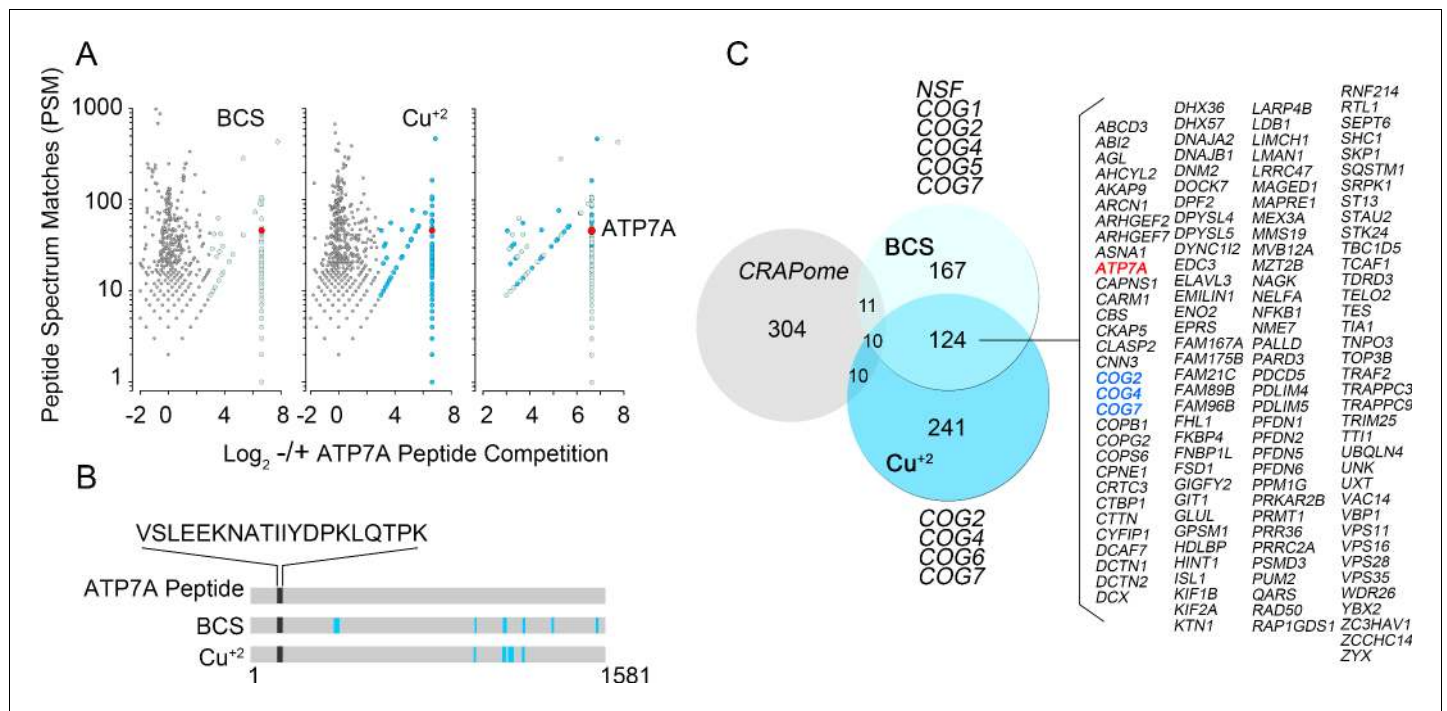 A
Peptide Spectrum Matches (PSM)
1000
100
10
1
BCS
Cu+2
ATP7A
-2 0 2 4 6 8
-2 0 2 4 6 8
2 4 6 8
Log2 -/+ ATP7A Peptide Competition
B
VSLEEKNATIIYDPKLQTPK
ATP7A Peptide
BCS
Cu+2
1
1581
C
NSF
COG1
COG2
COG4
COG5
COG7
CRAPome
304
BCS
167
11
10
10
124
241
Cu+2
COG2
COG4
COG6
COG7
ABCD3
ABI2
AGL
AHCYL2
AKAP9
ARCN1
ARHGEF2
ARHGEF7
ASNA1
ATP7A
CAPNS1
CARM1
CBS
CKAP5
CLASP2
CNN3
COG2
COG4
COG7
COPB1
COPG2
COPS6
CPNE1
CRTC3
CTBP1
CTTN
CYFIP1
DCAF7
DCTN1
DCTN2
DCX
DHX36
DHX57
DNAJA2
DNAJB1
DNM2
DOCK7
DPF2
DPYSL4
DPYSL5
DYNC1I2
EDC3
ELAVL3
EMILIN1
ENO2
EPRS
FAM167A
FAM175B
FAM21C
FAM89B
FAM96B
FHL1
FKBP4
FNBP1L
FSD1
GIGFY2
GIT1
GLUL
GPSM1
HDLBP
HINT1
ISL1
KIF1B
KIF2A
KTN1
LARP4B
LDB1
LIMCH1
LMAN1
LRRC47
MAGED1
MAPRE1
MEX3A
MMS19
MVB12A
MZT2B
NAGK
NELFA
NFKB1
NME7
PALLD
PARD3
PDCD5
PDLIM4
PDLIM5
PFDN1
PFDN2
PFDN5
PFDN6
PPM1G
PRKAR2B
PRMT1
PRR36
PRRC2A
PSMD3
PUM2
QARS
RAD50
RAP1GDS1
RNF214
RTL1
SEPT6
SHC1
SKP1
SQSTM1
SRPK1
ST13
STAU2
STK24
TBC1D5
TCAF1
TDRD3
TELO2
TES
TIA1
TNPO3
TOP3B
TRAF2
TRAPPC3
TRAPPC9
TRIM25
TTI1
UBQLN4
UNK
UXT
VAC14
VBP1
VPS11
VPS16
VPS28
VPS35
WDR26
YBX2
ZC3HAV1
ZCCHC14
ZYX